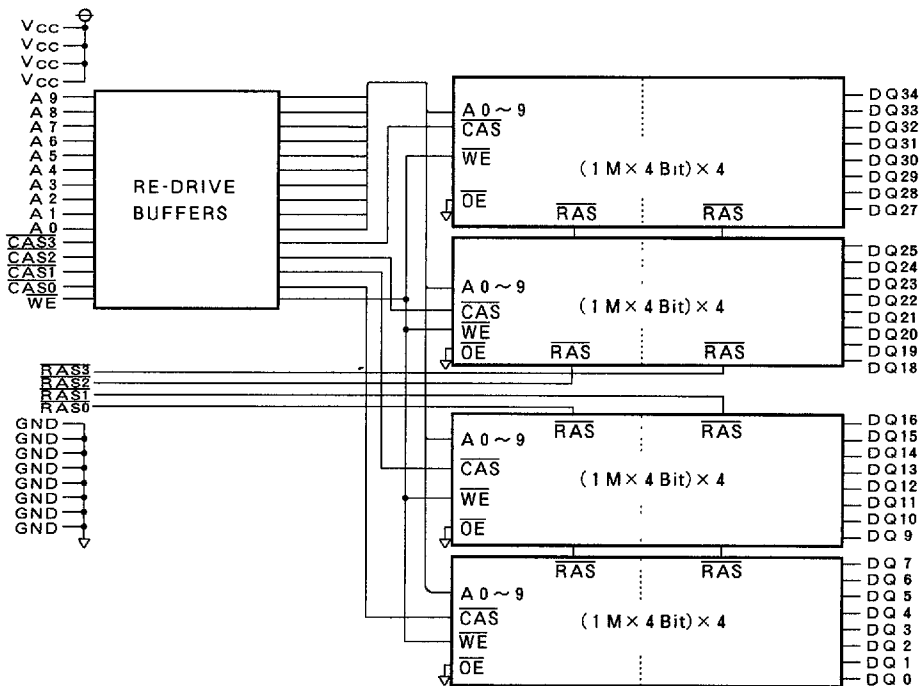 Vcc
Vcc
Vcc
Vcc
A9
A8
A7
A6
A5
A4
A3
A2
A1
A0
CAS3
CAS2
CAS1
CAS0
WE
RE-DRIVE
BUFFERS
RAS3
RAS2
RAS1
RAS0
GND
GND
GND
GND
GND
GND
GND
GND
A0~9
CAS
WE
OE
(1M×4Bit)×4
RAS RAS
DQ34
DQ33
DQ32
DQ31
DQ30
DQ29
DQ28
DQ27
A0~9
CAS
WE
OE
(1M×4Bit)×4
RAS RAS
DQ25
DQ24
DQ23
DQ22
DQ21
DQ20
DQ19
DQ18
RAS RAS
A0~9
CAS
WE
OE
(1M×4Bit)×4
DQ16
DQ15
DQ14
DQ13
DQ12
DQ11
DQ10
DQ9
RAS RAS
A0~9
CAS
WE
OE
(1M×4Bit)×4
DQ7
DQ6
DQ5
DQ4
DQ3
DQ2
DQ1
DQ0